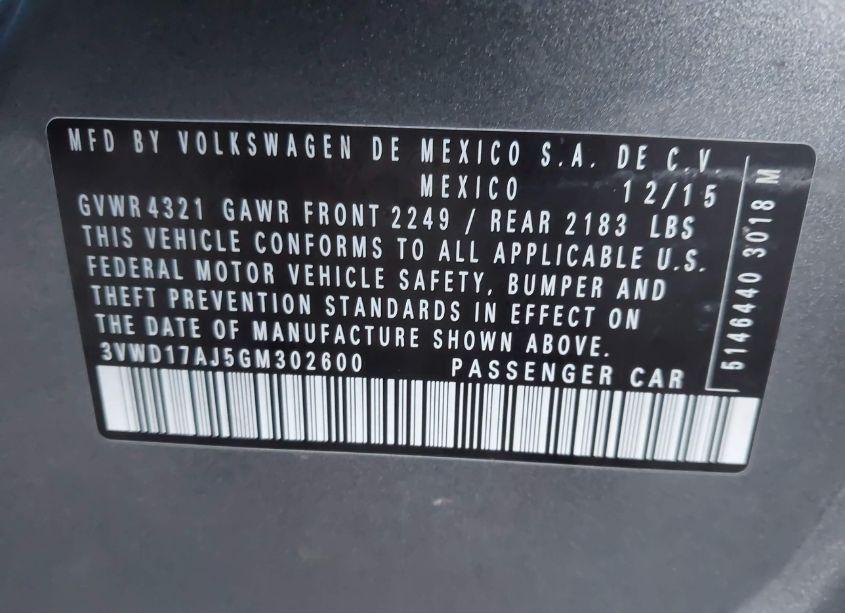 MFD BY VOLKSWAGEN DE MEXICO S.A. DE C.V.
MEXICO 12/15
GVWR 4321 GAWR FRONT 2249 / REAR 2183 LBS
THIS VEHICLE CONFORMS TO ALL APPLICABLE U.S.
FEDERAL MOTOR VEHICLE SAFETY, BUMPER AND
THEFT PREVENTION STANDARDS IN EFFECT ON
THE DATE OF MANUFACTURE SHOWN ABOVE.
3VWD17AJ5GM302600 PASSENGER CAR
5146440 3018 M